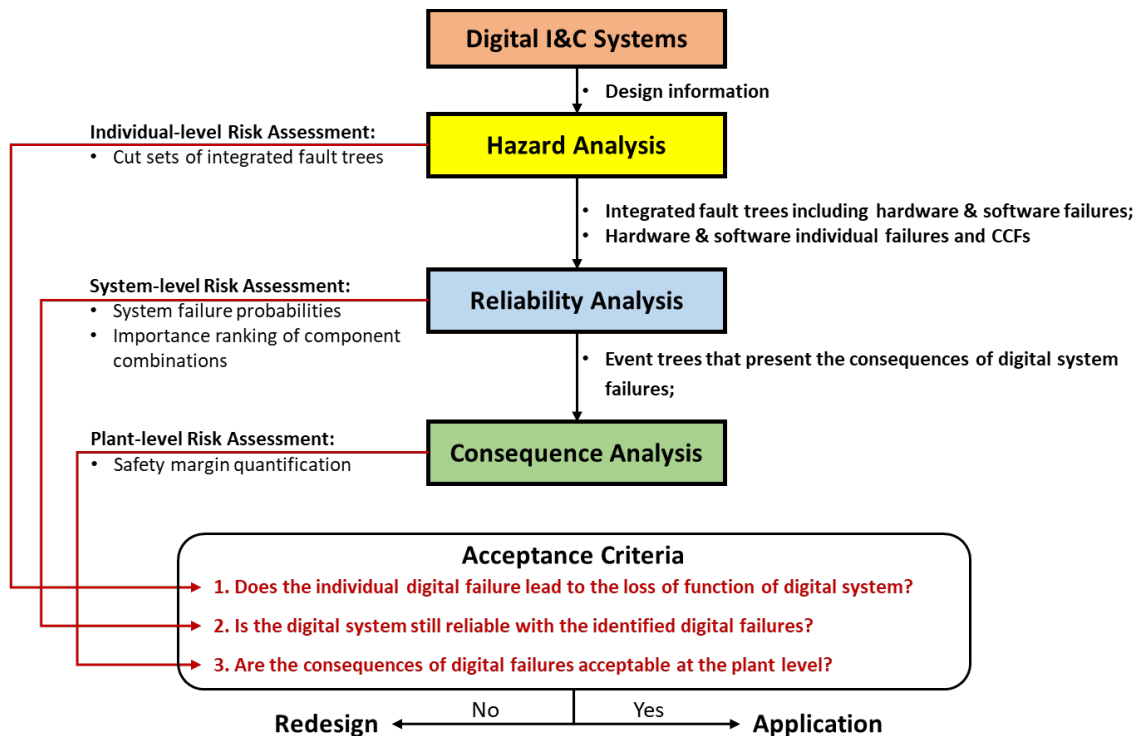 Digital I&C Systems
• Design information
Individual-level Risk Assessment:
• Cut sets of integrated fault trees
Hazard Analysis
• Integrated fault trees including hardware & software failures;
• Hardware & software individual failures and CCFs
System-level Risk Assessment:
• System failure probabilities
• Importance ranking of component
combinations
Reliability Analysis
• Event trees that present the consequences of digital system
failures;
Plant-level Risk Assessment:
• Safety margin quantification
Consequence Analysis
Acceptance Criteria
1. Does the individual digital failure lead to the loss of function of digital system?
2. Is the digital system still reliable with the identified digital failures?
3. Are the consequences of digital failures acceptable at the plant level?
No
Yes
Redesign
Application